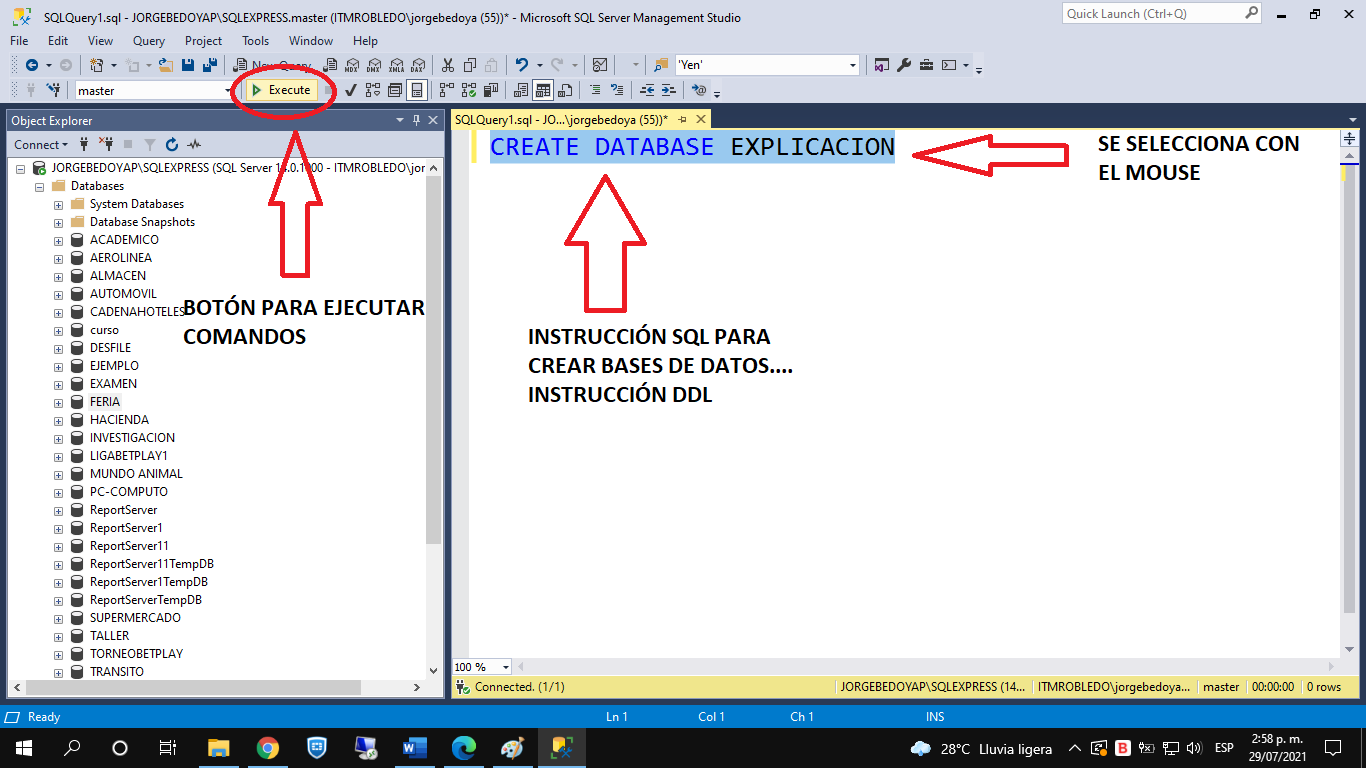 SQLQuery1.sql - JORGEBEDOYAP\SQLEXPRESS.master (ITMROBLEDO\jorgebedoya (55))* - Microsoft SQL Server Management Studio
Quick Launch (Ctrl+Q)
File Edit View Query Project Tools Window Help
New Query MDX DMX XMLA DAX 'Yen'
master Execute
Object Explorer
Connect
JORGEBEDOYAP\SQLEXPRESS (SQL Server - ITMROBLEDO\jor
Databases
System Databases
Database Snapshots
ACADEMICO
AEROLINEA
ALMACEN
AUTOMOVIL
CADENAHOTELES
curso
DESFILE
EJEMPLO
EXAMEN
FERIA
HACIENDA
INVESTIGACION
LIGABETPLAY1
MUNDO ANIMAL
PC-COMPUTO
ReportServer
ReportServer1
ReportServer11
ReportServer11TempDB
ReportServer1TempDB
ReportServerTempDB
SUPERMERCADO
TALLER
TORNEOBETPLAY
TRANSITO
BOTÓN PARA EJECUTAR
COMANDOS
SQLQuery1.sql - JO...\jorgebedoya (55))*
CREATE DATABASE EXPLICACION
SE SELECCIONA CON
EL MOUSE
INSTRUCCIÓN SQL PARA
CREAR BASES DE DATOS....
INSTRUCCIÓN DDL
100 %
Connected. (1/1) JORGEBEDOYAP\SQLEXPRESS (14... ITMROBLEDO\jorgebedoya... master 00:00:00 0 rows
Ready Ln 1 Col 1 Ch 1 INS
28°C Lluvia ligera ESP 2:58 p. m.
29/07/2021